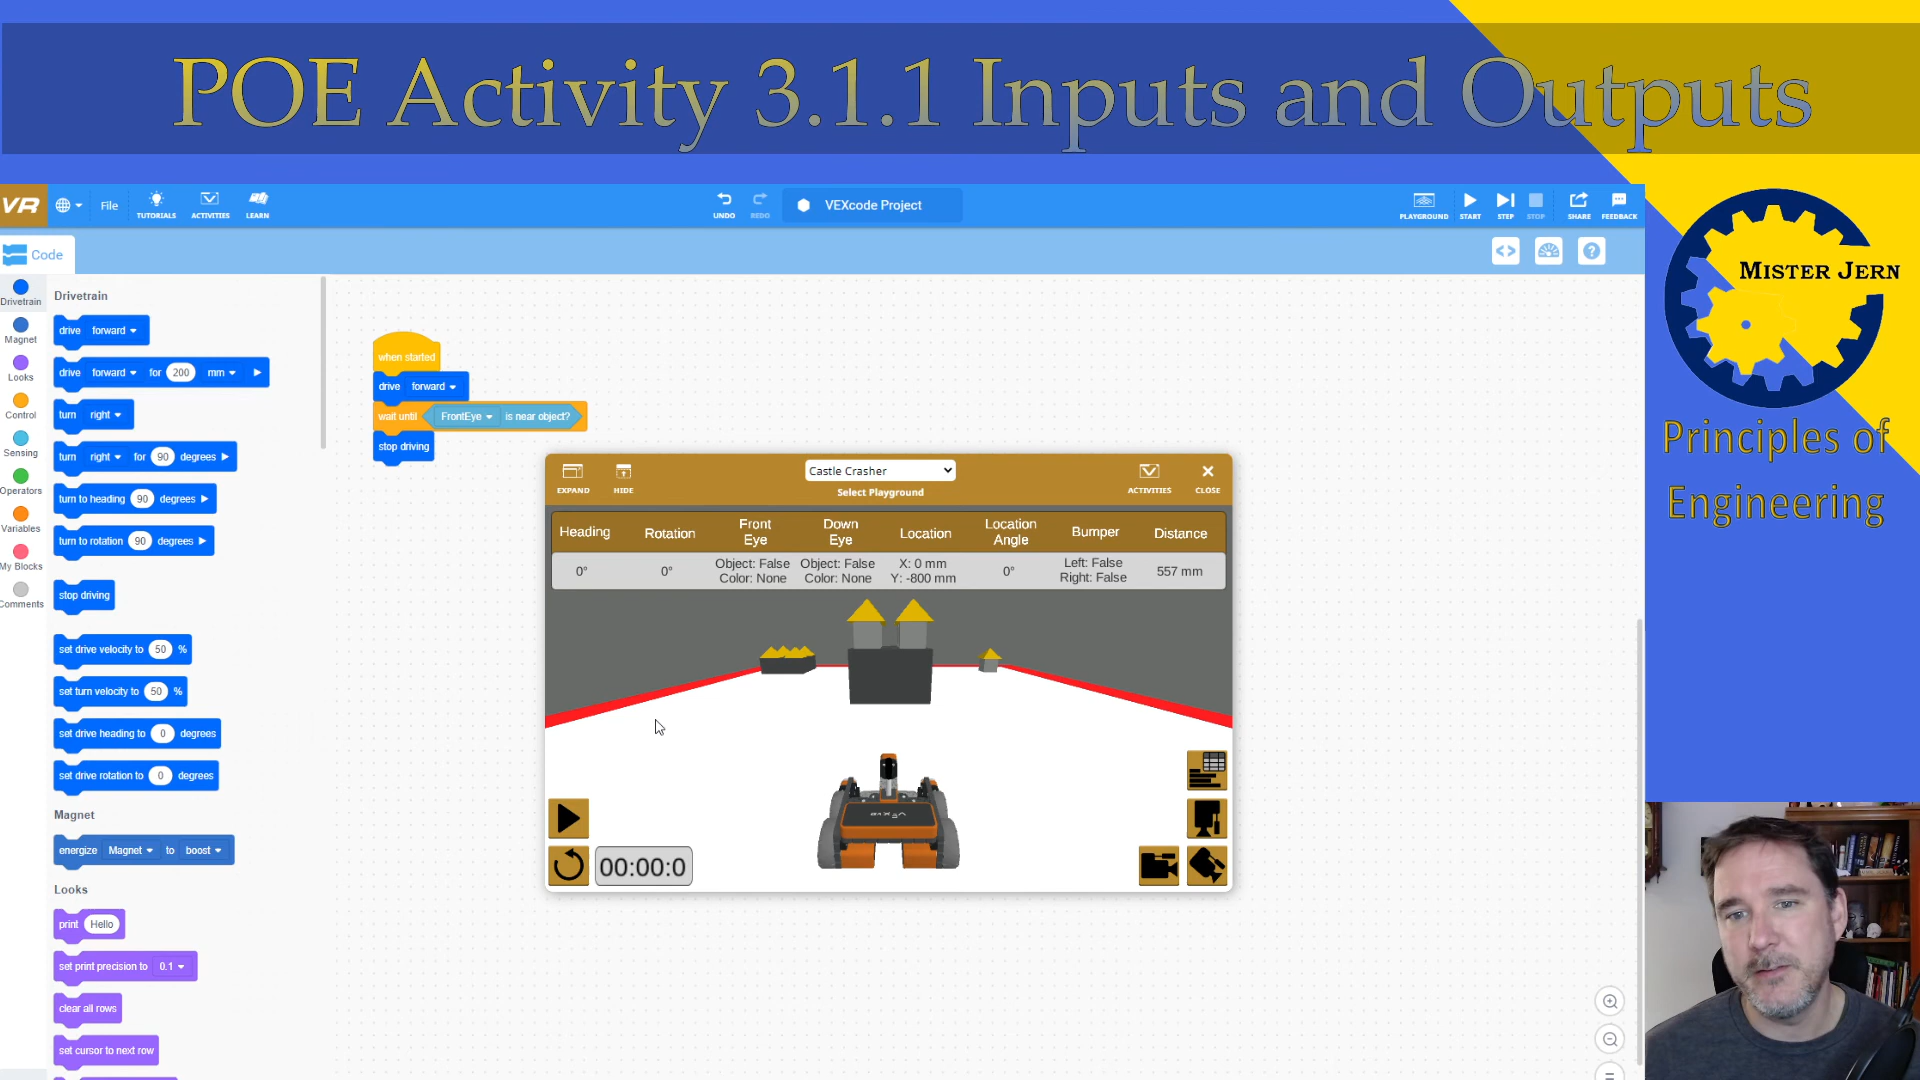 POE Activity 3.1.1 Inputs and Outputs
VR
File
TUTORIALS
ACTIVITIES
LEARN
UNDO
REDO
VEXcode Project
PLAYGROUND
START
STEP
STOP
SHARE
FEEDBACK
Code
MISTER JERN
Principles of
Engineering
Drivetrain
Magnet
Looks
Control
Sensing
Operators
Variables
My Blocks
Comments
Drivetrain
drive forward
drive forward for 200 mm
turn right
turn right for 90 degrees
turn to heading 90 degrees
turn to rotation 90 degrees
stop driving
set drive velocity to 50 %
set turn velocity to 50 %
set drive heading to 0 degrees
set drive rotation to 0 degrees
Magnet
energize Magnet to boost
Looks
print Hello
set print precision to 0.1
clear all rows
set cursor to next row
when started
drive forward
wait until FrontEye is near object?
stop driving
EXPAND
HIDE
Castle Crasher
Select Playground
ACTIVITIES
CLOSE
Heading Rotation Front Eye Down Eye Location Location Angle Bumper Distance
0° 0° Object: False Object: False X: 0 mm 0° Left: False 557 mm
Color: None Color: None Y: -800 mm Right: False
00:00:0